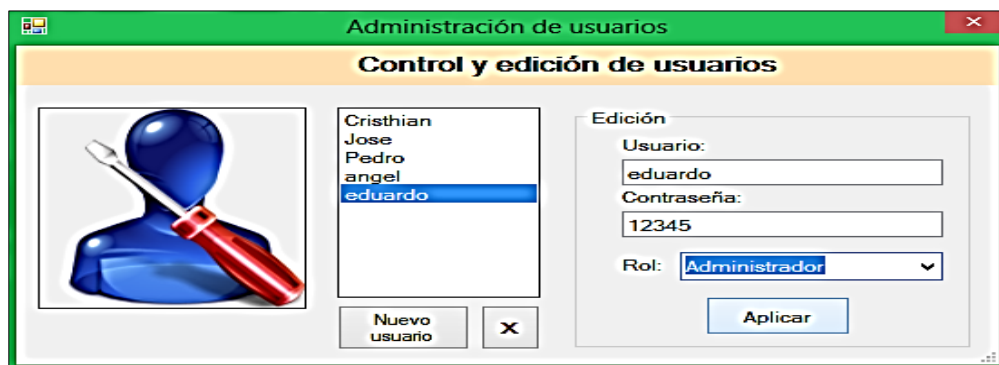 Administración de usuarios
Control y edición de usuarios
Cristhian
Jose
Pedro
angel
eduardo
Nuevo
usuario
x
Edición
Usuario:
eduardo
Contraseña:
12345
Rol: Administrador
Aplicar